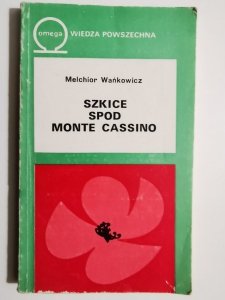 omega WIEDZA POWSZECHNA
Melchior Wańkowicz
SZKICE
SPOD
MONTE CASSINO